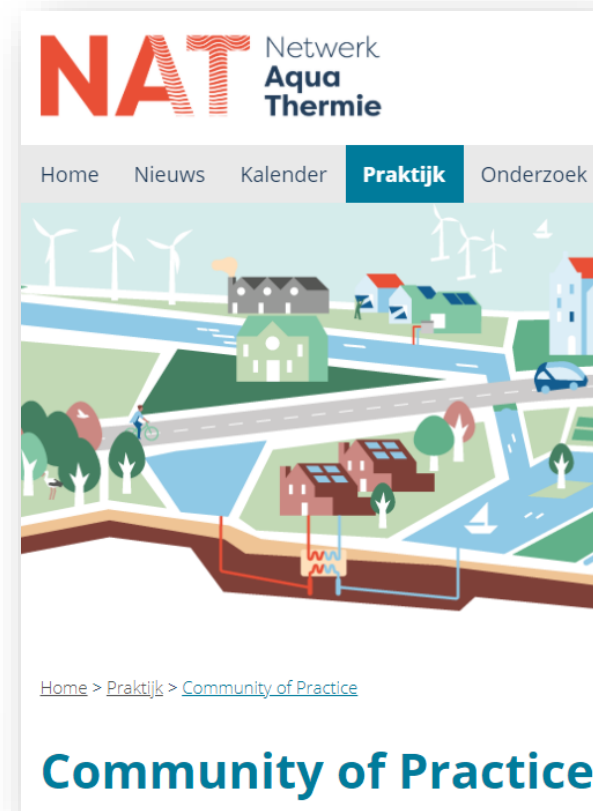 NAT Netwerk
Aqua
Thermie
Home Nieuws Kalender Praktijk Onderzoek
Home > Praktijk > Community of Practice
Community of Practice